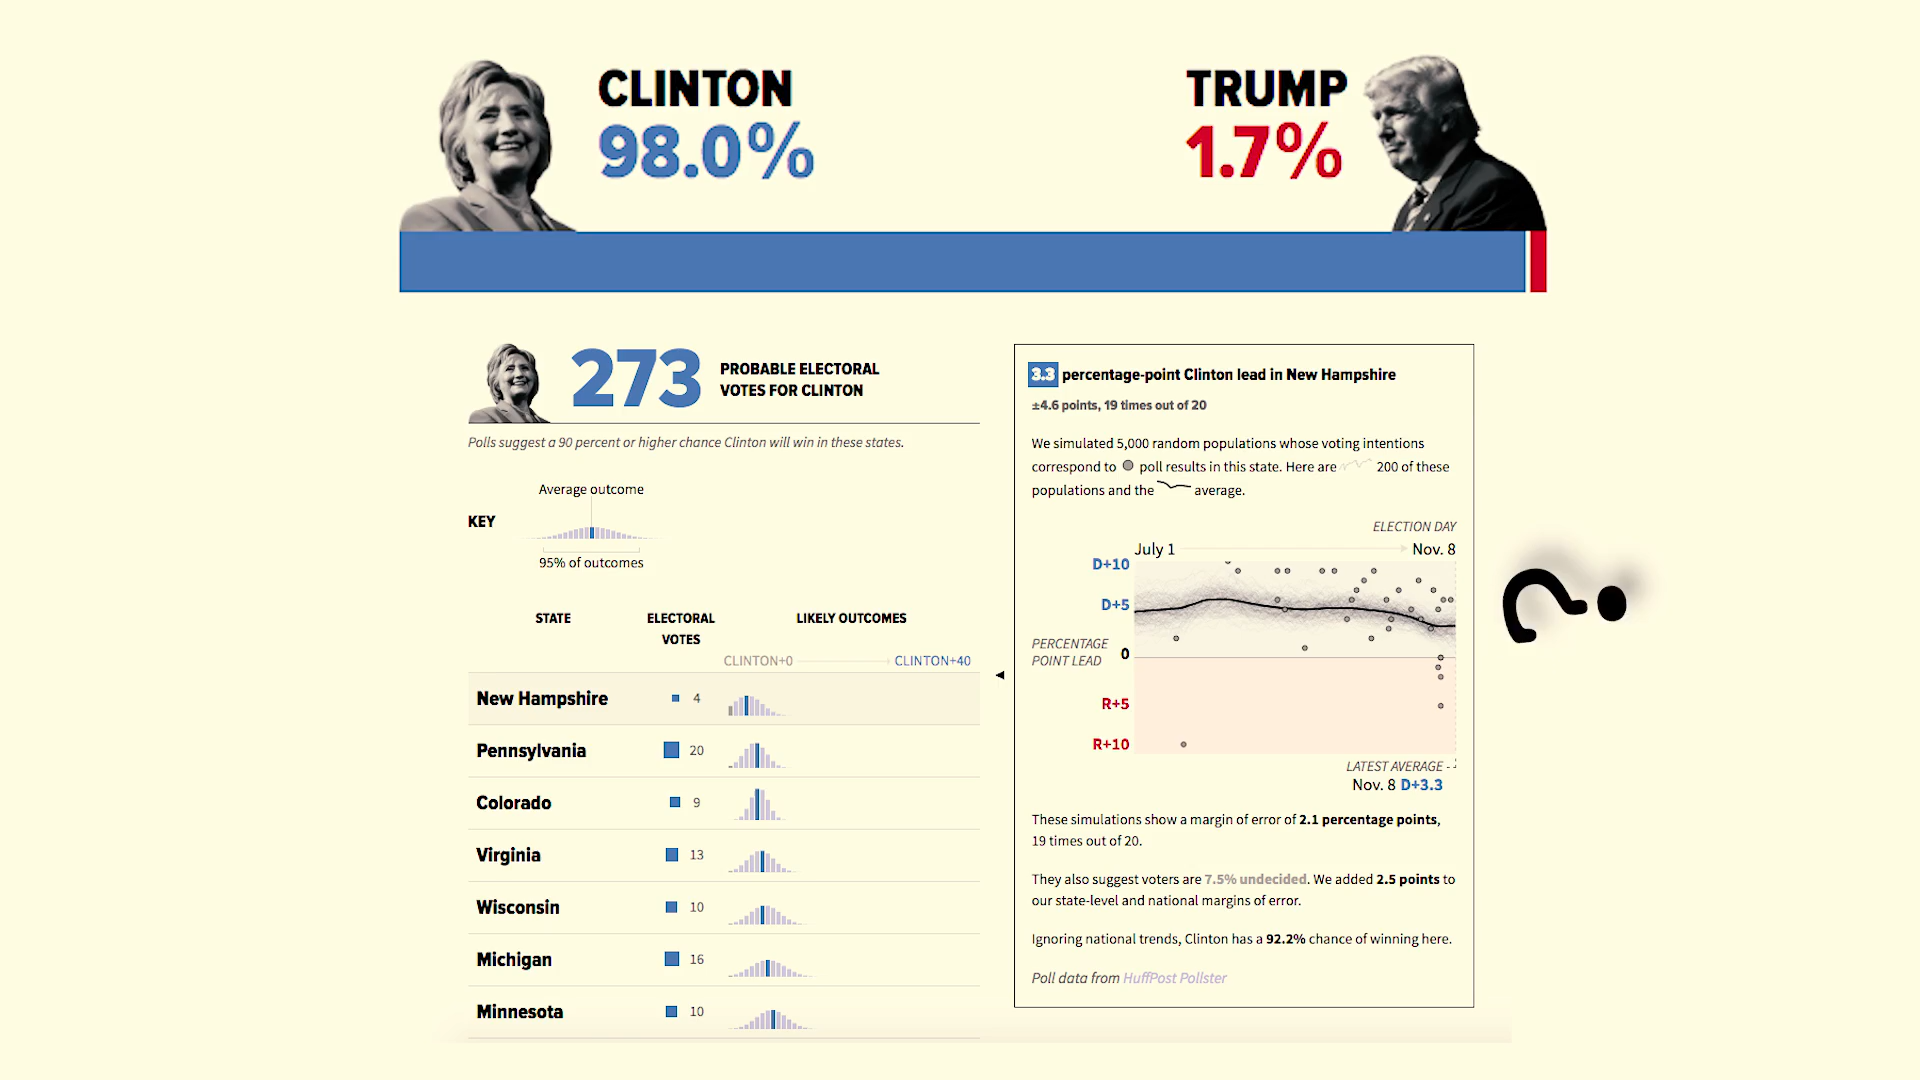 CLINTON
98.0%
TRUMP
1.7%
273
PROBABLE ELECTORAL
VOTES FOR CLINTON
Polls suggest a 90 percent or higher chance Clinton will win in these states.
Average outcome
KEY
95% of outcomes
STATE
ELECTORAL
VOTES
LIKELY OUTCOMES
CLINTON+0
CLINTON+40
New Hampshire 4
Pennsylvania 20
Colorado 9
Virginia 13
Wisconsin 10
Michigan 16
Minnesota 10
3.3 percentage-point Clinton lead in New Hampshire
±4.6 points, 19 times out of 20
We simulated 5,000 random populations whose voting intentions
correspond to poll results in this state. Here are 200 of these
populations and the average.
ELECTION DAY
July 1 Nov. 8
D+10
D+5
PERCENTAGE
POINT LEAD
0
R+5
R+10
LATEST AVERAGE
Nov. 8 D+3.3
These simulations show a margin of error of 2.1 percentage points,
19 times out of 20.
They also suggest voters are 7.5% undecided. We added 2.5 points to
our state-level and national margins of error.
Ignoring national trends, Clinton has a 92.2% chance of winning here.
Poll data from HuffPost Pollster
?